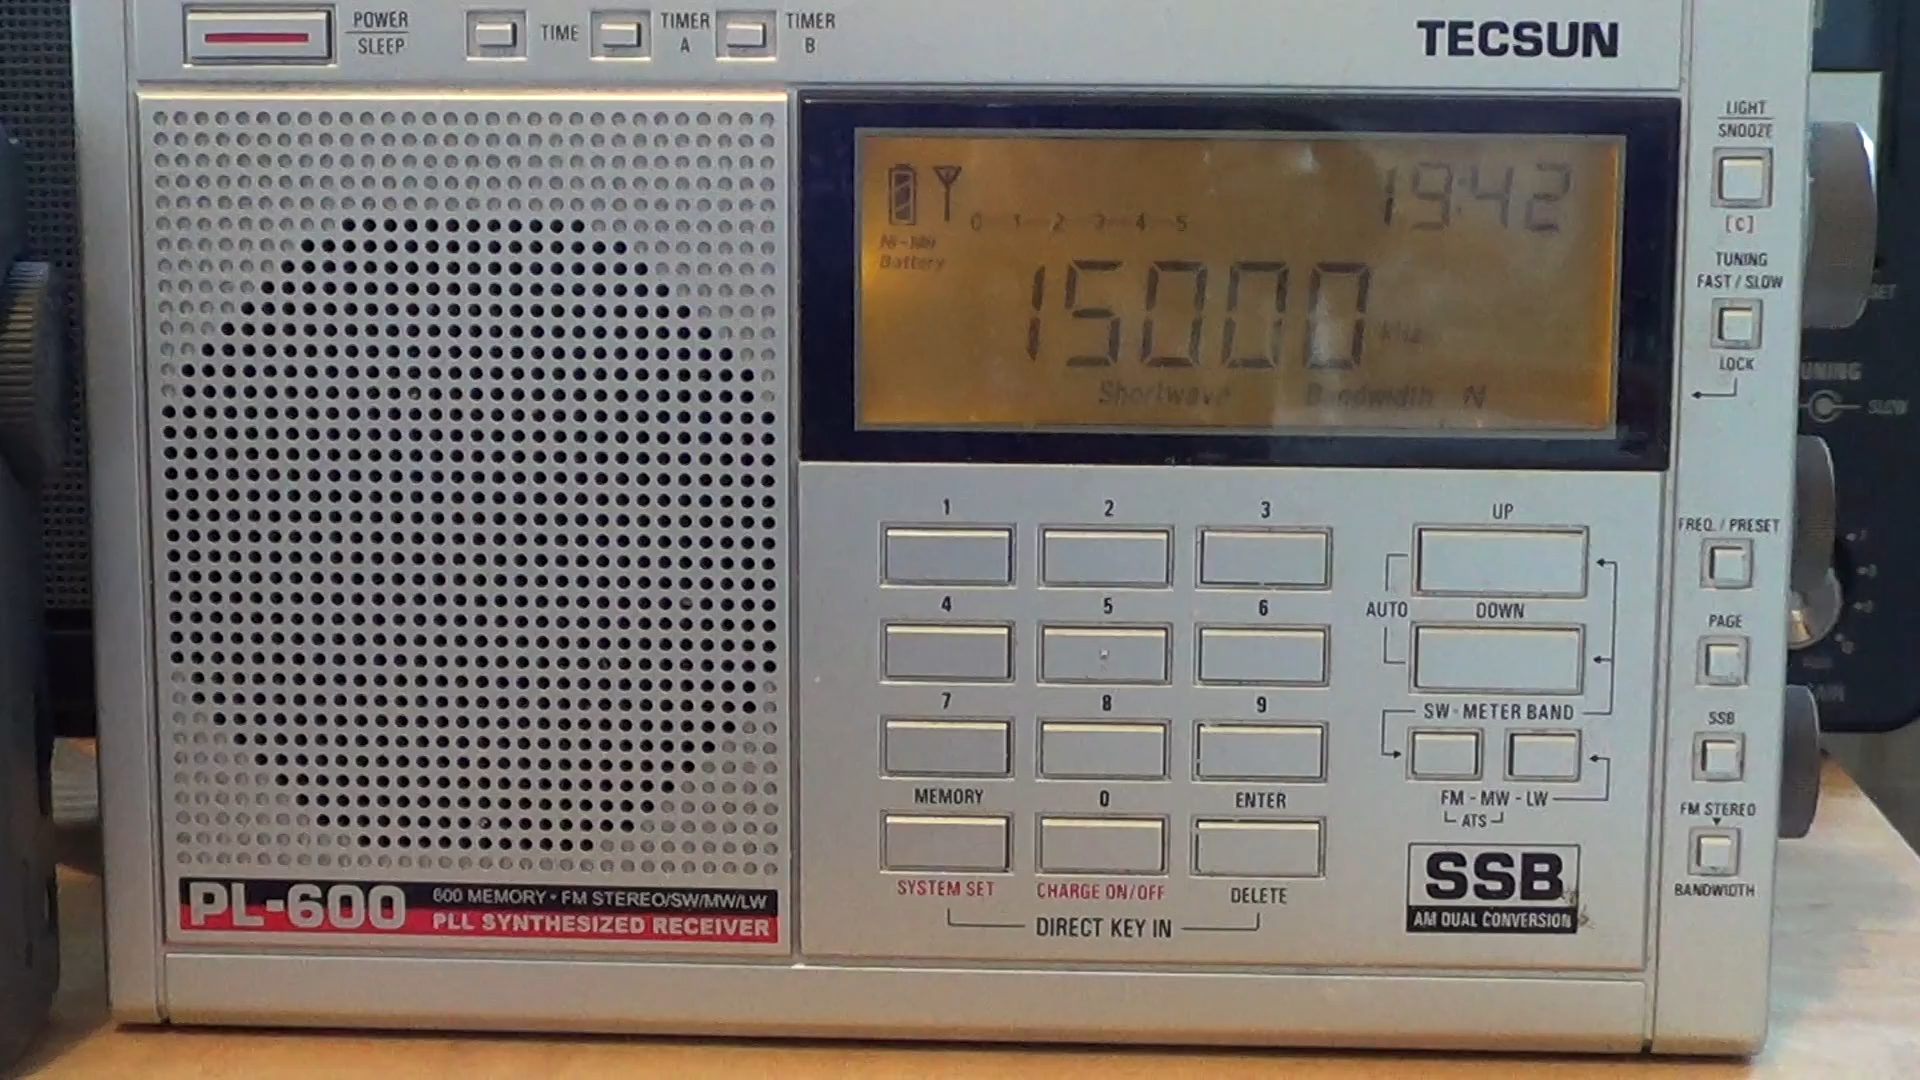 POWER
SLEEP
TIME
TIMER
A
TIMER
B
TECSUN
LIGHT
SNOOZE
[C]
TUNING
FAST / SLOW
LOCK
19:42
0 1 2 3 4 5
Battery
15000 kHz
Shortwave Bandwidth N
1 2 3
4 5 6
7 8 9
MEMORY 0 ENTER
SYSTEM SET CHARGE ON/OFF DELETE
DIRECT KEY IN
UP
AUTO
DOWN
SW-METER BAND
FM - MW - LW
ATS
SSB
AM DUAL CONVERSION
FREQ. / PRESET
PAGE
SSB
FM STEREO
BANDWIDTH
PL-600
600 MEMORY • FM STEREO/SW/MW/LW
PLL SYNTHESIZED RECEIVER
SLOW